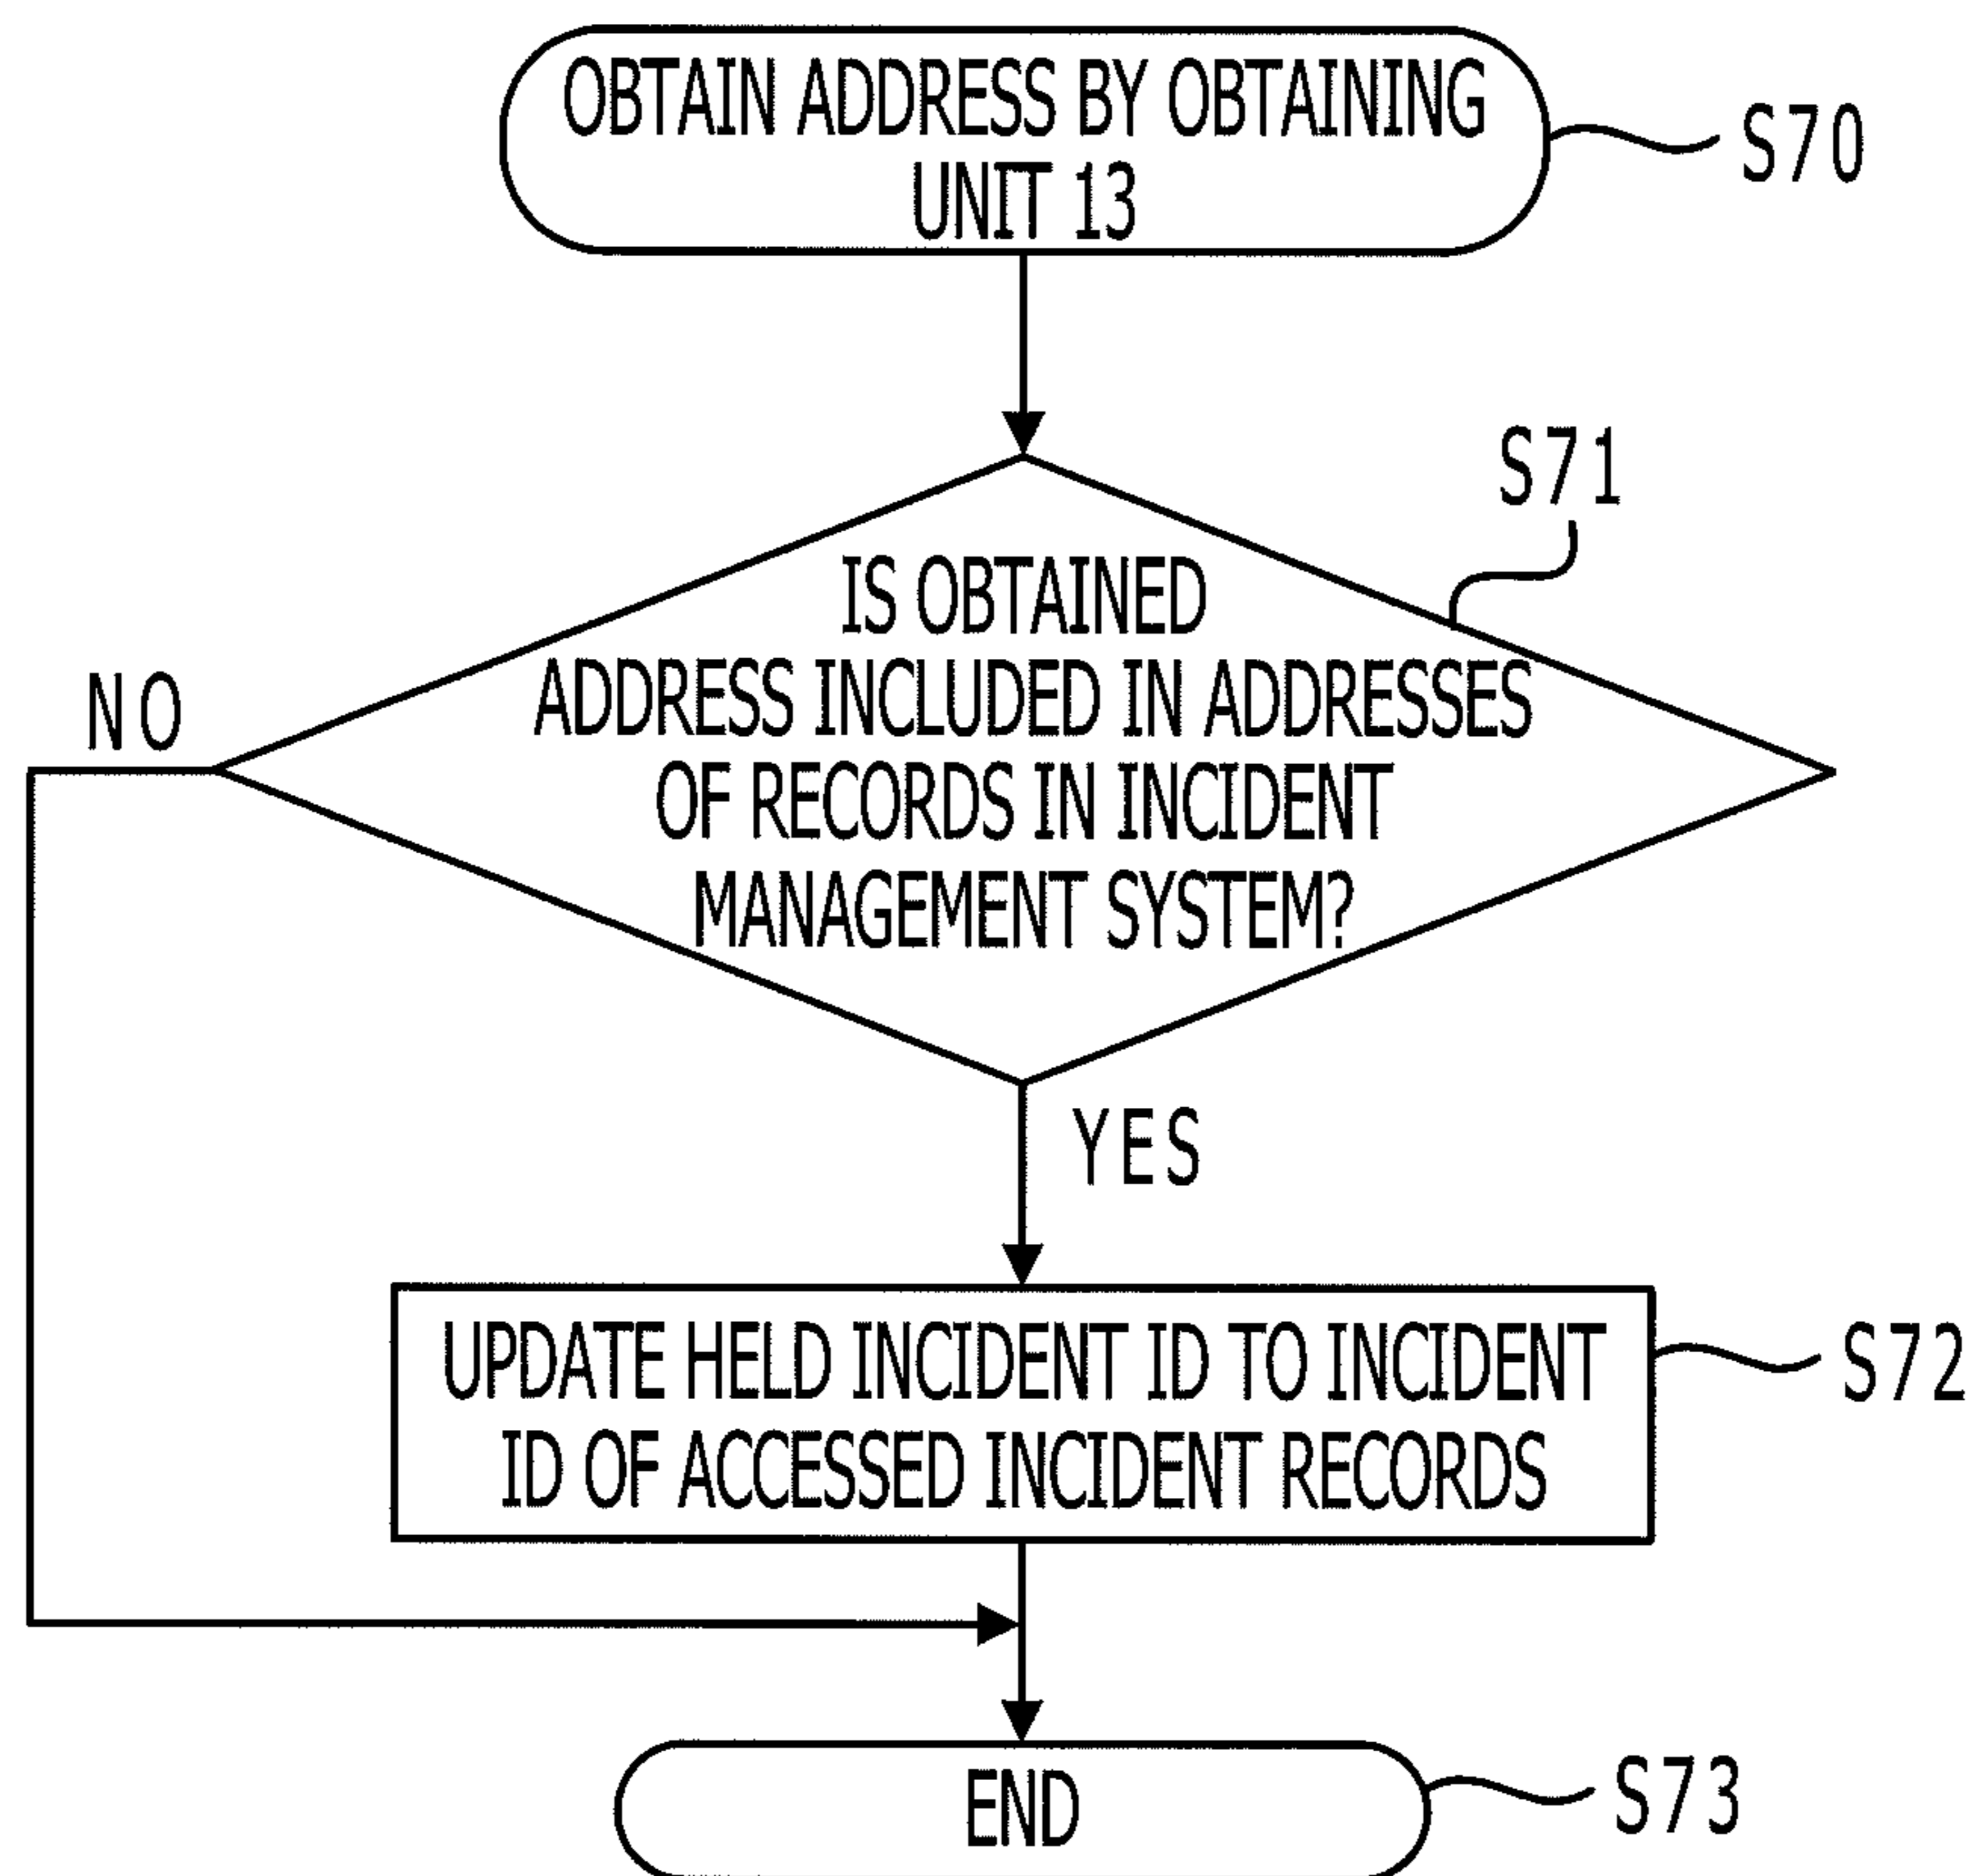 OBTAIN ADDRESS BY OBTAINING
UNIT 13
S70
S71
IS OBTAINED
ADDRESS INCLUDED IN ADDRESSES
OF RECORDS IN INCIDENT
MANAGEMENT SYSTEM?
NO
YES
UPDATE HELD INCIDENT ID TO INCIDENT
ID OF ACCESSED INCIDENT RECORDS
S72
END
S73